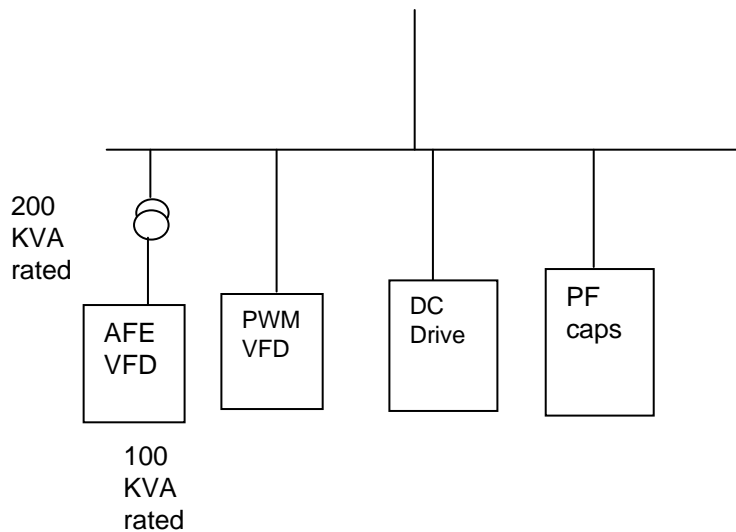 200
KVA
rated
AFE
VFD
PWM
VFD
DC
Drive
PF
caps
100
KVA
rated